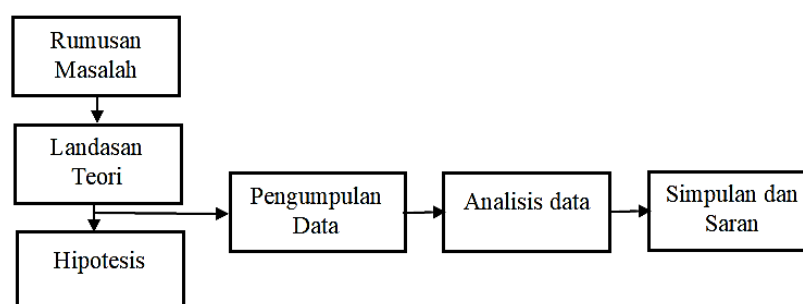 Rumusan
Masalah
Landasan
Teori
Hipotesis
Pengumpulan
Data
Analisis data
Simpulan dan
Saran